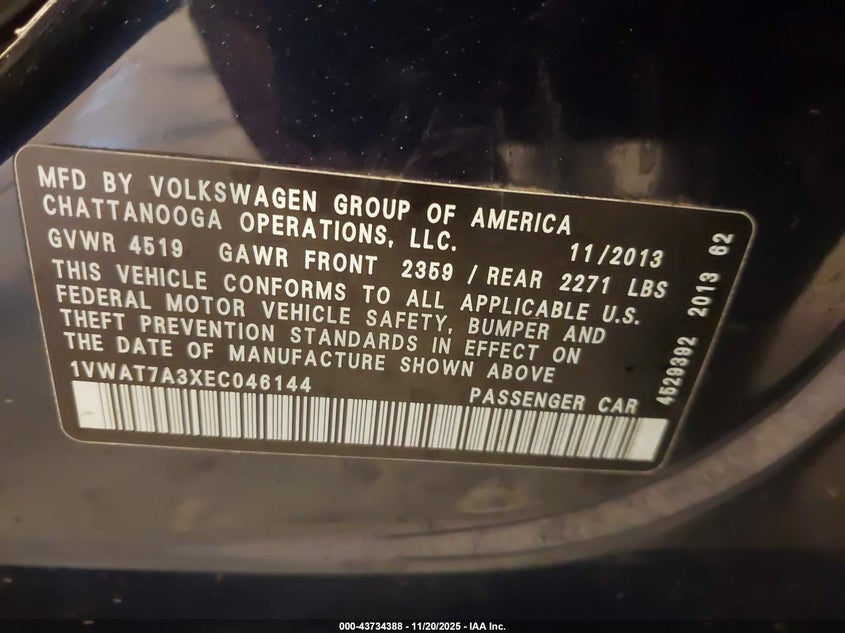 MFD BY VOLKSWAGEN GROUP OF AMERICA
CHATTANOOGA OPERATIONS, LLC.
11/2013
GVWR 4519 GAWR FRONT 2359 / REAR 2271 LBS
THIS VEHICLE CONFORMS TO ALL APPLICABLE U.S.
FEDERAL MOTOR VEHICLE SAFETY, BUMPER AND
THEFT PREVENTION STANDARDS IN EFFECT ON
THE DATE OF MANUFACTURE SHOWN ABOVE
1VWAT7A3XEC046144
PASSENGER CAR
4529392 2013 62
000-43734388 - 11/20/2025 - IAA Inc.